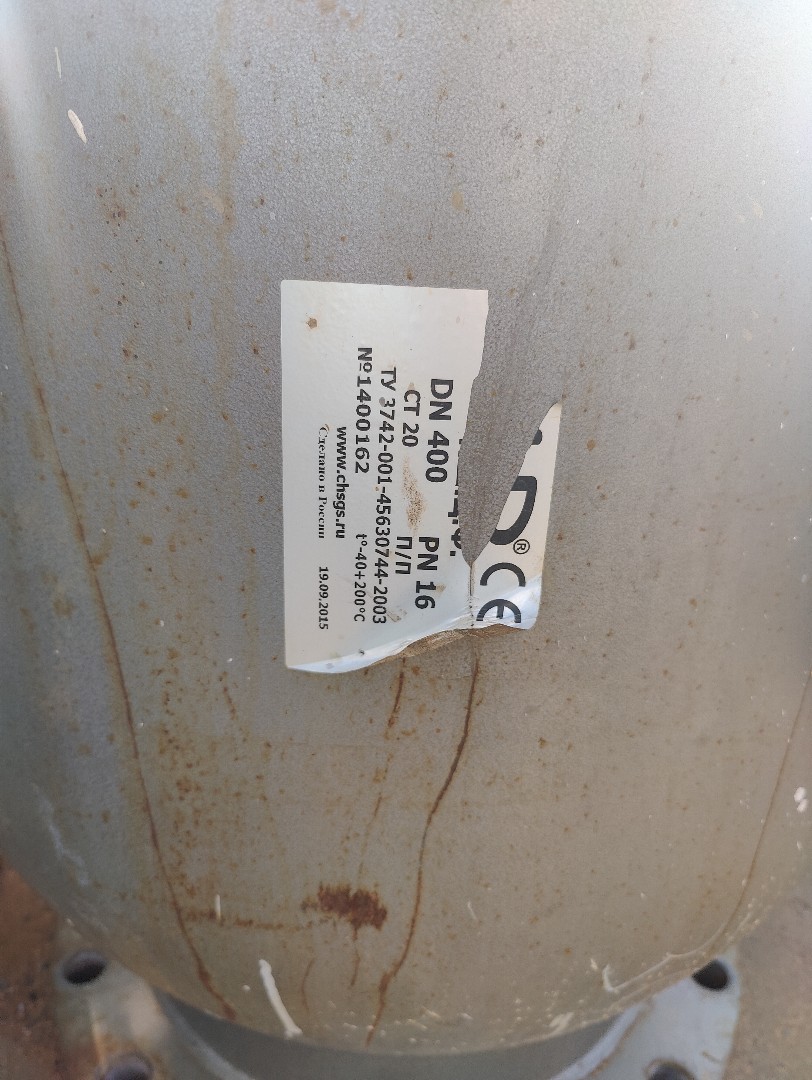 D® CE
DN 400 PN 16
СТ 20 П/П
ТУ 3742-001-45630744-2003
№1400162 t°-40+200°C
www.chsgs.ru
Сделано в России 19.09.2015